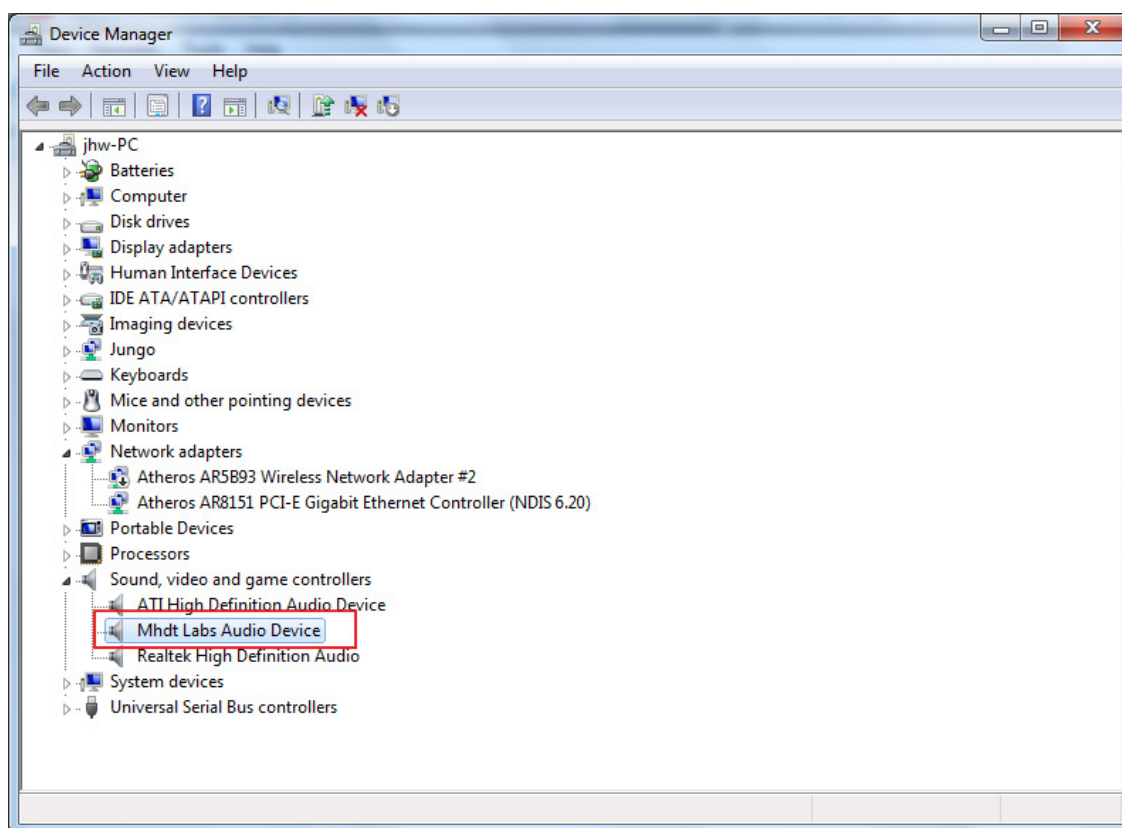 Device Manager
File Action View Help
jhw-PC
Batteries
Computer
Disk drives
Display adapters
Human Interface Devices
IDE ATA/ATAPI controllers
Imaging devices
Jungo
Keyboards
Mice and other pointing devices
Monitors
Network adapters
Atheros AR5B93 Wireless Network Adapter #2
Atheros AR8151 PCI-E Gigabit Ethernet Controller (NDIS 6.20)
Portable Devices
Processors
Sound, video and game controllers
ATI High Definition Audio Device
Mhdt Labs Audio Device
Realtek High Definition Audio
System devices
Universal Serial Bus controllers